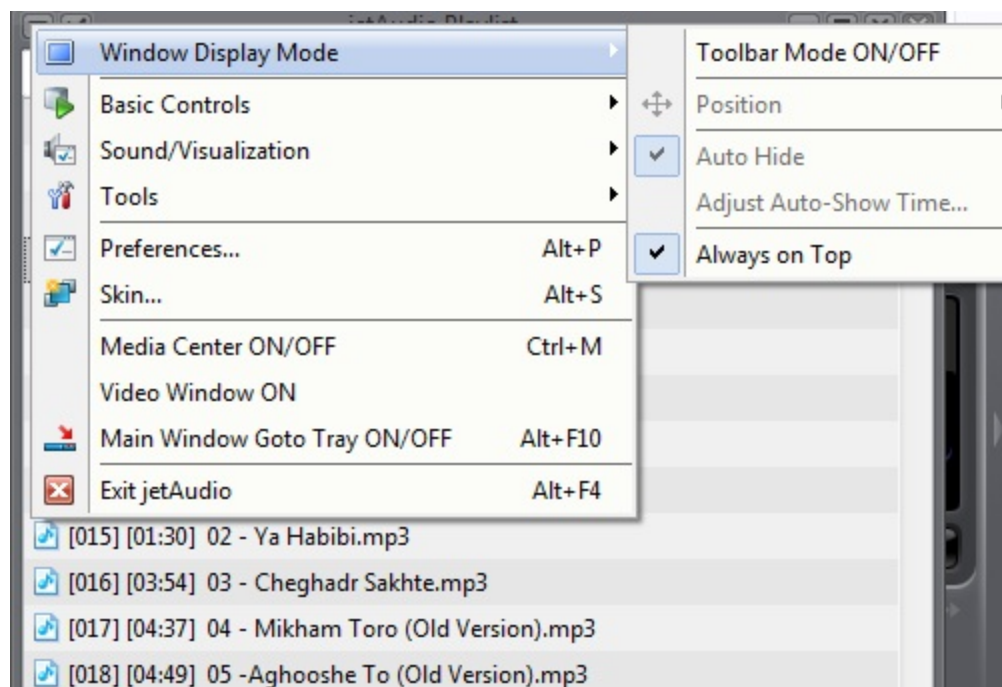 jetAudio Playlist
Window Display Mode
Basic Controls
Sound/Visualization
Tools
Preferences... Alt+P
Skin... Alt+S
Media Center ON/OFF Ctrl+M
Video Window ON
Main Window Goto Tray ON/OFF Alt+F10
Exit jetAudio Alt+F4
Toolbar Mode ON/OFF
Position
Auto Hide
Adjust Auto-Show Time...
Always on Top
[015] [01:30] 02 - Ya Habibi.mp3
[016] [03:54] 03 - Cheghadr Sakhte.mp3
[017] [04:37] 04 - Mikham Toro (Old Version).mp3
[018] [04:49] 05 -Aghooshe To (Old Version).mp3